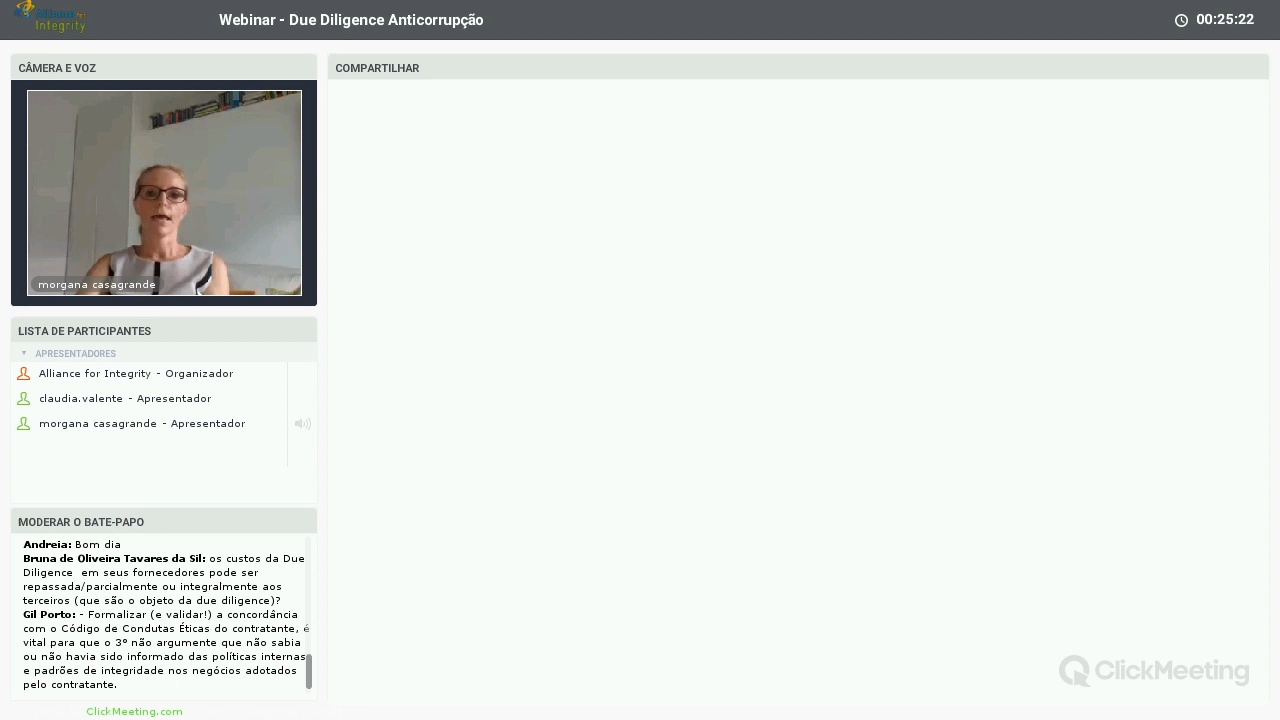 Alliance for Integrity
Webinar - Due Diligence Anticorrupção
00:25:22
CÂMERA E VOZ
morgana casagrande
LISTA DE PARTICIPANTES
APRESENTADORES
Alliance for Integrity - Organizador
claudia.valente - Apresentador
morgana casagrande - Apresentador
MODERAR O BATE-PAPO
Andreia: Bom dia
Bruna de Oliveira Tavares da Sil: os custos da Due
Diligence em seus fornecedores pode ser
repassada/parcialmente ou integralmente aos
terceiros (que são o objeto da due diligence)?
Gil Porto: - Formalizar (e validar!) a concordância
com o Código de Condutas Éticas do contratante, é
vital para que o 3º não argumente que não sabia
ou não havia sido informado das políticas internas
e padrões de integridade nos negócios adotados
pelo contratante.
ClickMeeting.com
COMPARTILHAR
ClickMeeting